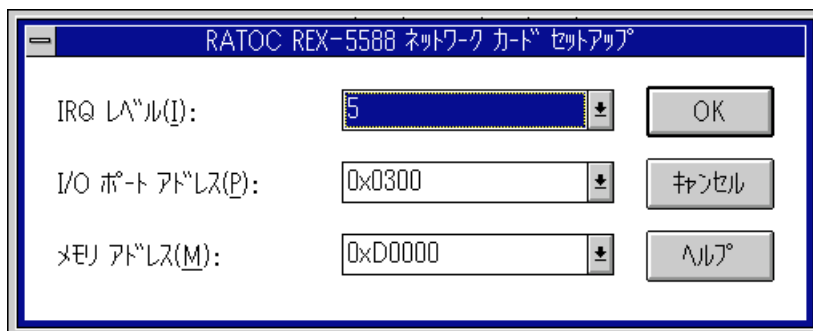 RATOC REX-5588 ﾈｯﾄﾜｰｸ ｶｰﾄﾞ ｾｯﾄｱｯﾌﾟ
IRQ ﾚﾍﾞﾙ(I): 5 OK
I/O ﾎﾟｰﾄ ｱﾄﾞﾚｽ(P): 0x0300 ｷｬﾝｾﾙ
ﾒﾓﾘ ｱﾄﾞﾚｽ(M): 0xD0000 ﾍﾙﾌﾟ